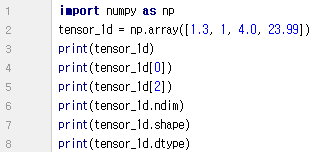 1 import numpy as np
2 tensor_1d = np.array([1.3, 1, 4.0, 23.99])
3 print(tensor_1d)
4 print(tensor_1d[0])
5 print(tensor_1d[2])
6 print(tensor_1d.ndim)
7 print(tensor_1d.shape)
8 print(tensor_1d.dtype)